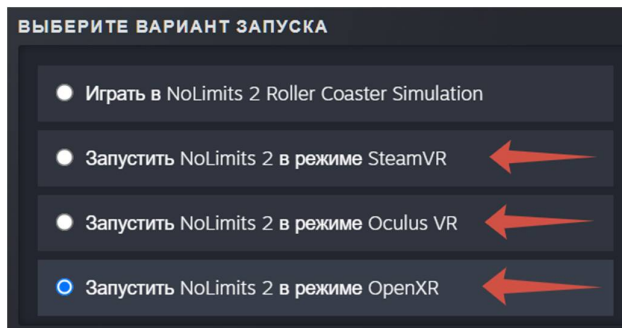 ВЫБЕРИТЕ ВАРИАНТ ЗАПУСКА
Играть в NoLimits 2 Roller Coaster Simulation
Запустить NoLimits 2 в режиме SteamVR
Запустить NoLimits 2 в режиме Oculus VR
Запустить NoLimits 2 в режиме OpenXR